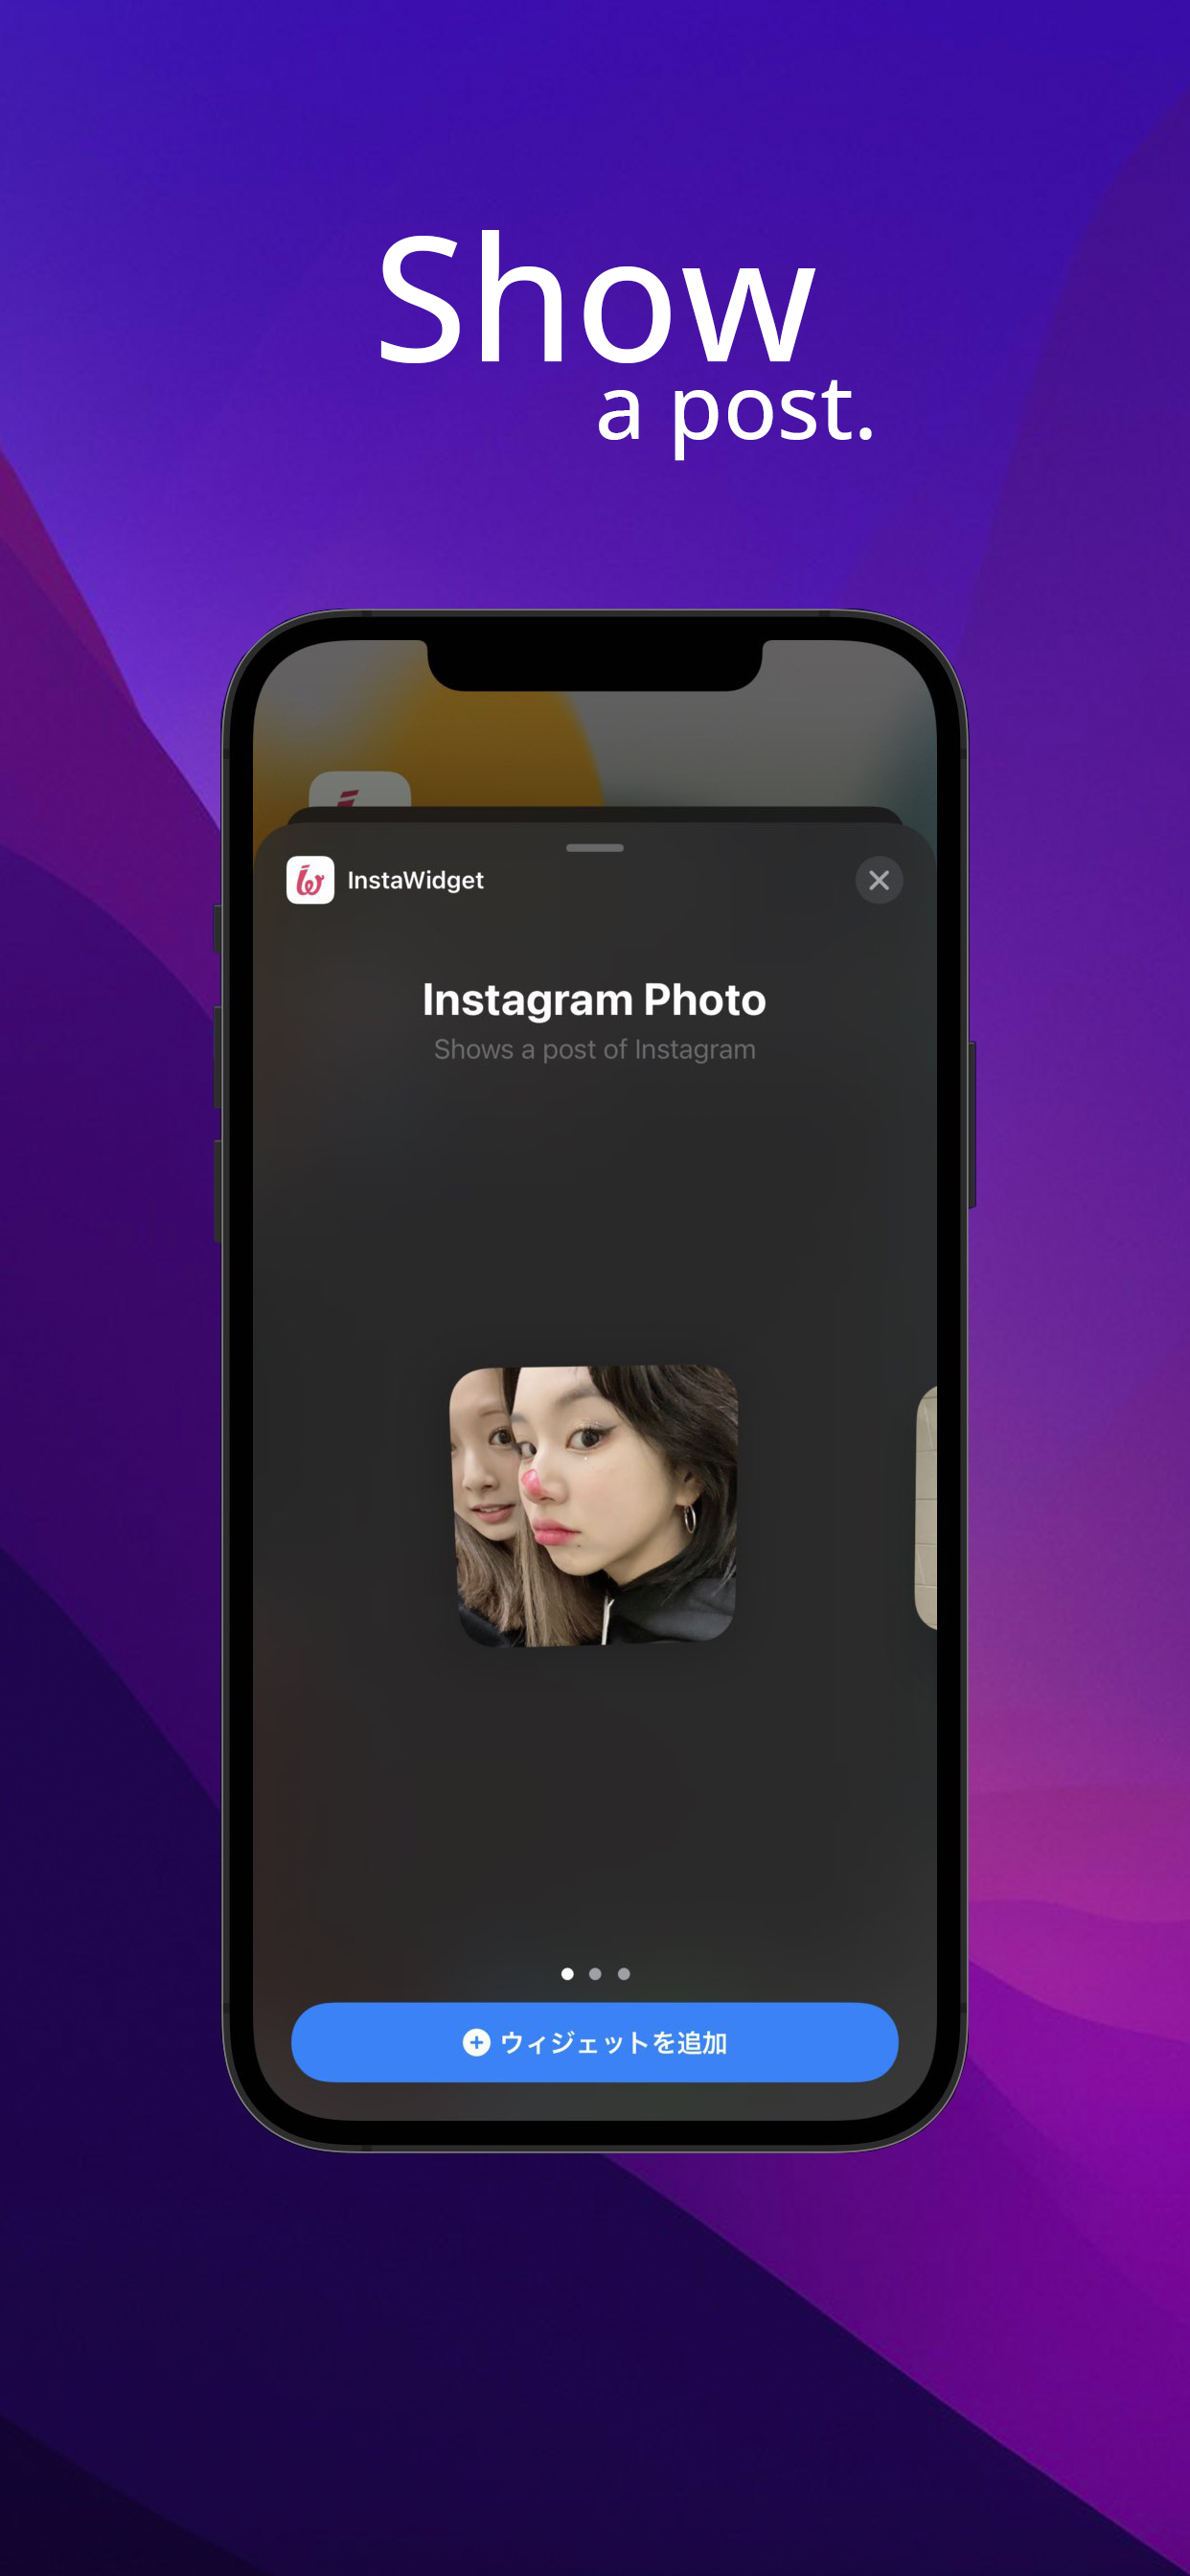 Show
a post.
InstaWidget
Instagram Photo
Shows a post of Instagram
ウィジェットを追加